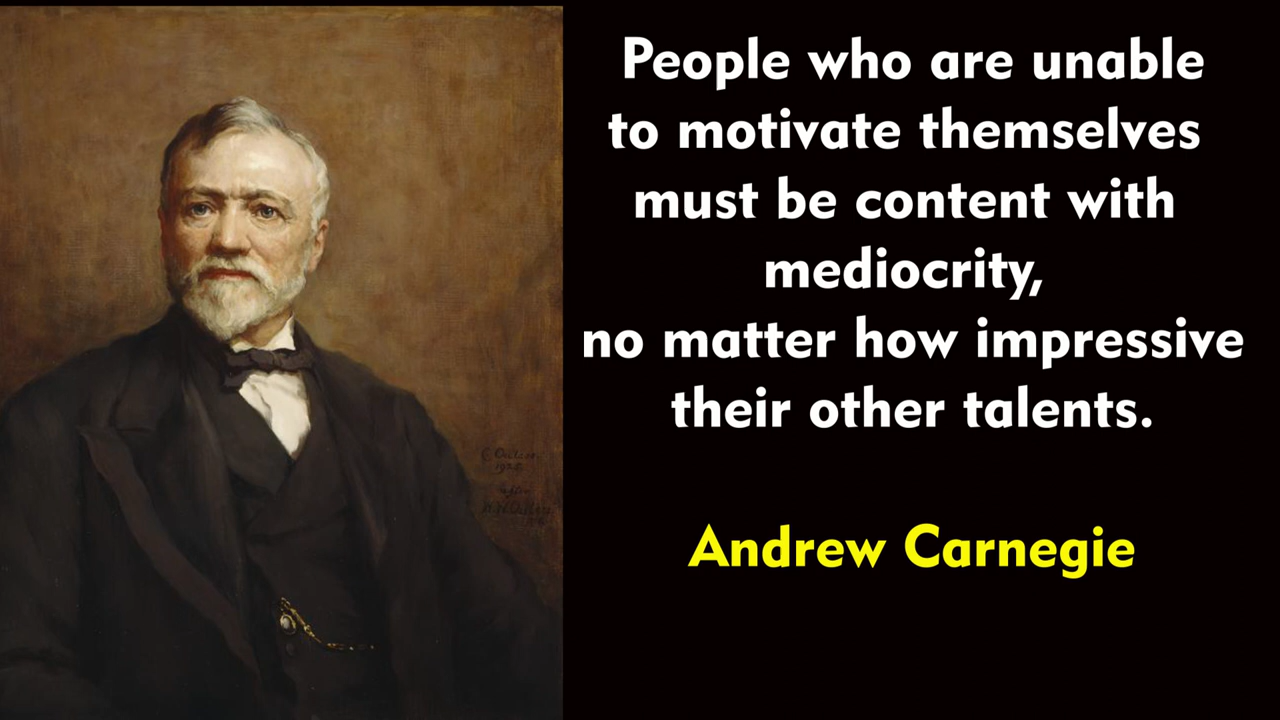 People who are unable
to motivate themselves
must be content with
mediocrity,
no matter how impressive
their other talents.
Andrew Carnegie